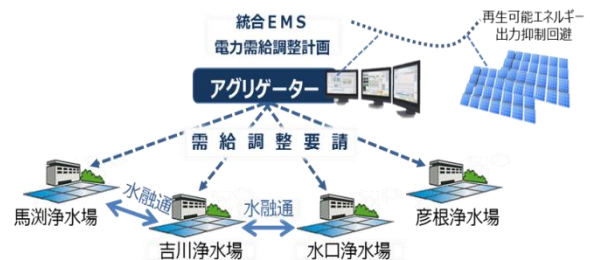 統合EMS
電力需給調整計画
再生可能エネルギー
出力抑制回避
アグリゲーター
需給調整要請
馬渕浄水場
水融通
吉川浄水場
水融通
水口浄水場
彦根浄水場